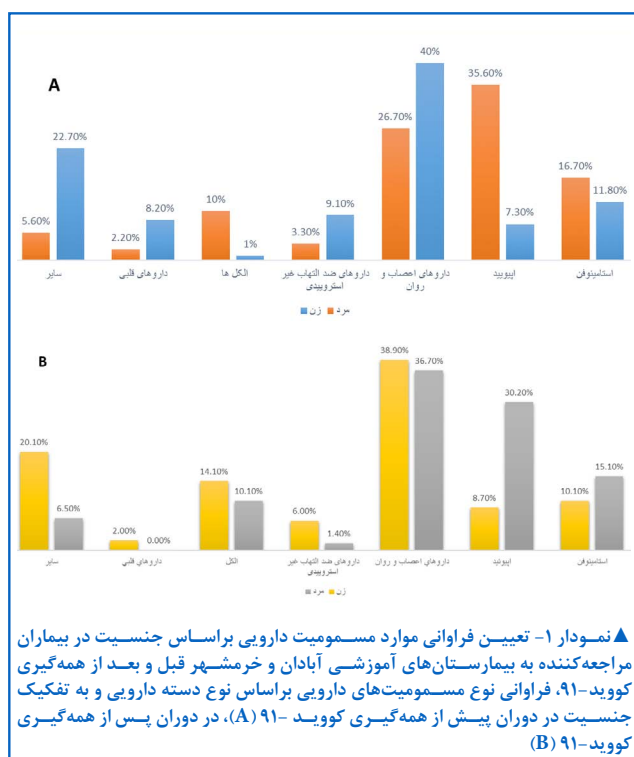 A
40%
35.60%
26.70%
22.70%
16.70%
11.80%
10%
9.10%
8.20%
7.30%
5.60%
3.30%
2.20%
1%
استامینوفن
اپیویید
داروهای اعصاب و
روان
داروهای ضد التهاب غیر
استروییدی
الکل ها
داروهای قلبی
سایر
مرد
زن
B
38.90%
36.70%
30.20%
20.10%
15.10%
14.10%
10.10%
10.10%
8.70%
6.50%
6.00%
2.00%
1.40%
0.00%
استامینوفن
اپیوئید
داروهای اعصاب و روان
داروهای ضد التهاب غیر
استروییدی
الکل
داروهای قلبی
سایر
زن
مرد
▲نمودار ۱- تعیین فراوانی موارد مسمومیت دارویی براساس جنسیت در بیماران
مراجعه‌کننده به بیمارستان‌های آموزشی آبادان و خرمشهر قبل و بعد از همه‌گیری
کووید-۹۱، فراوانی نوع مسمومیت‌های دارویی براساس نوع دسته دارویی و به تفکیک
جنسیت در دوران پیش از همه‌گیری کووید -۹۱ (A)، در دوران پس از همه‌گیری
کووید-۹۱ (B)